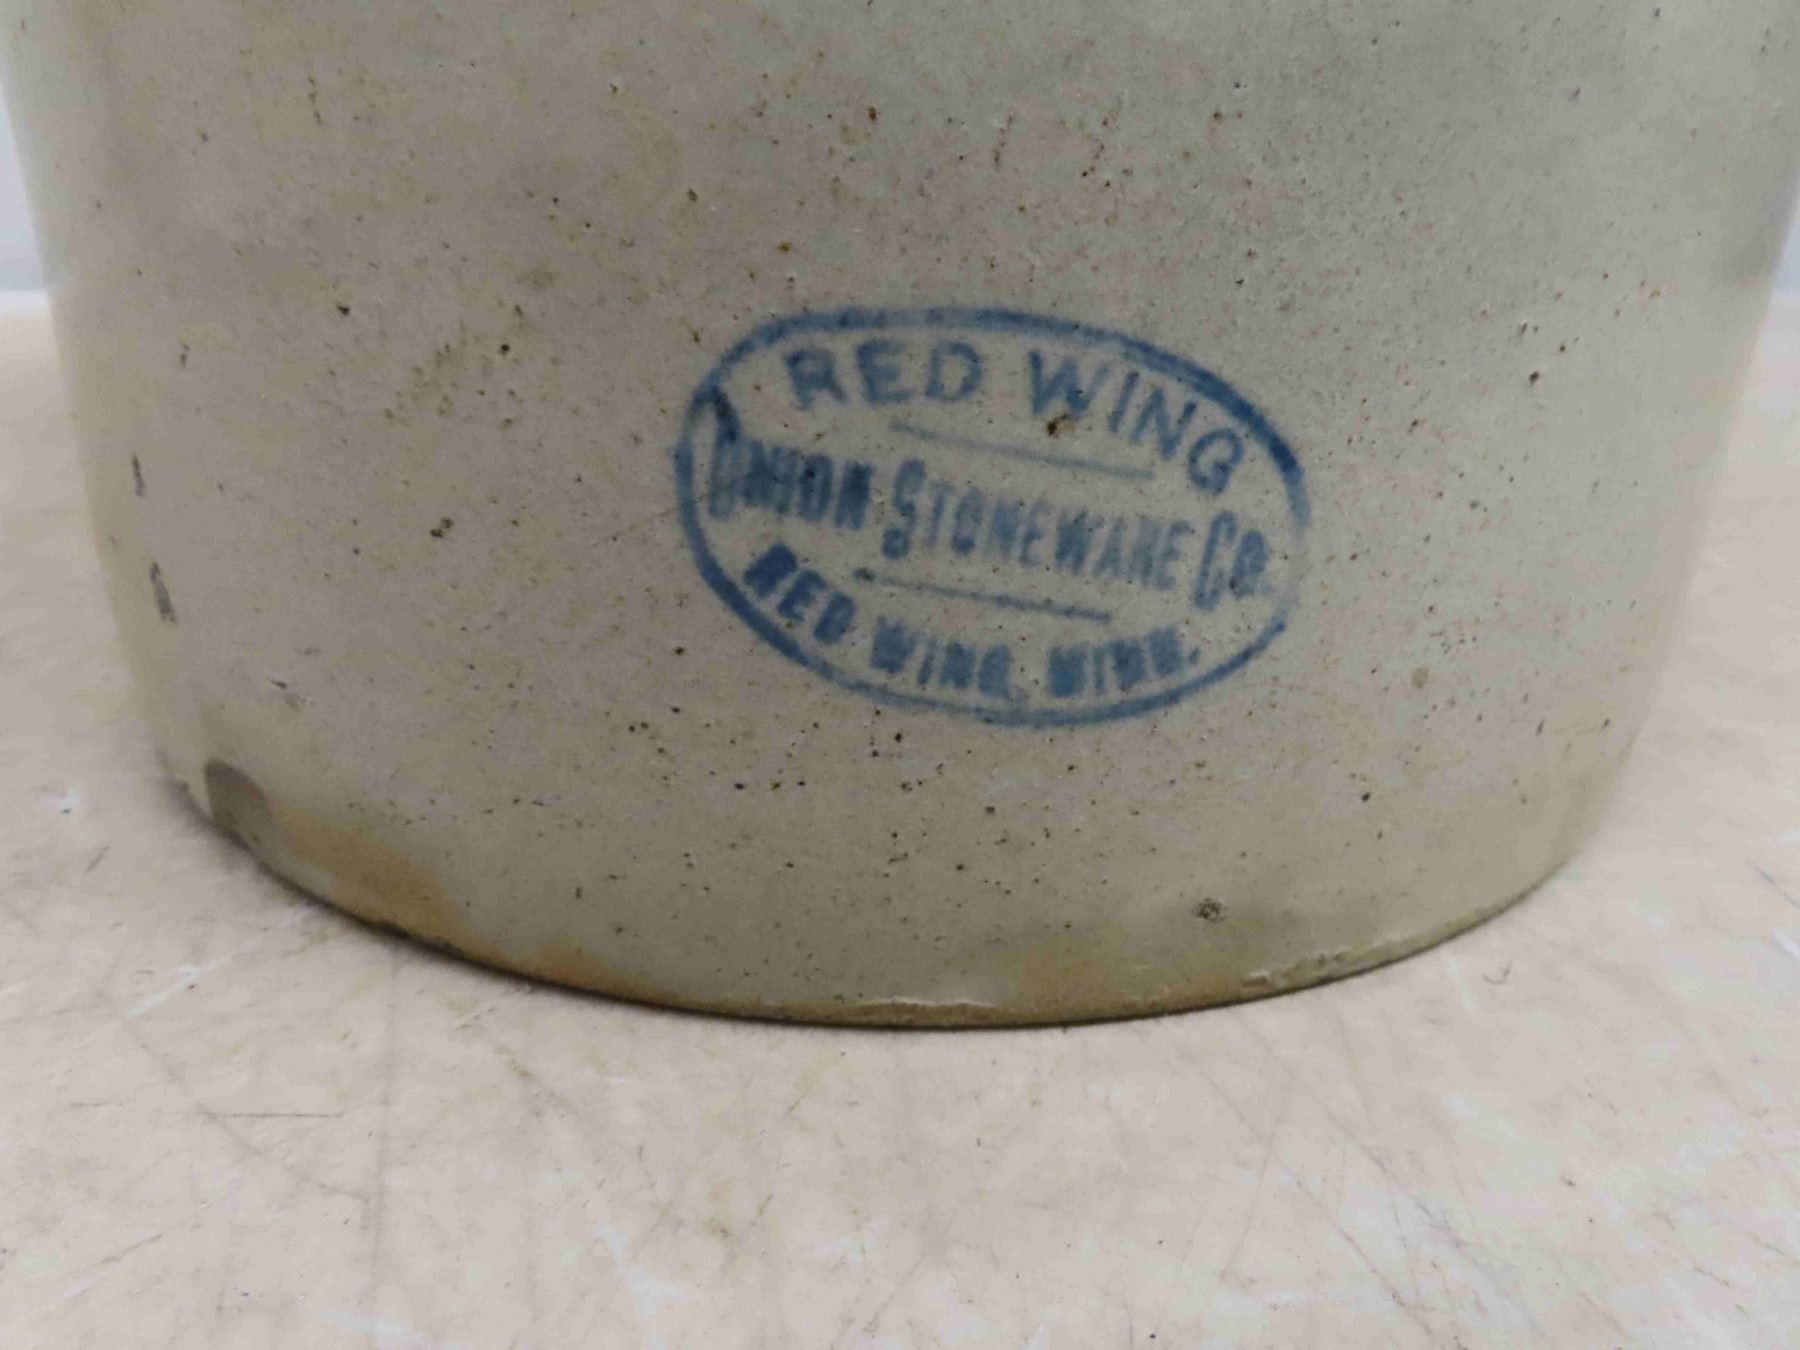 RED WING
UNION STONEWARE CO.
RED WING, MINN.